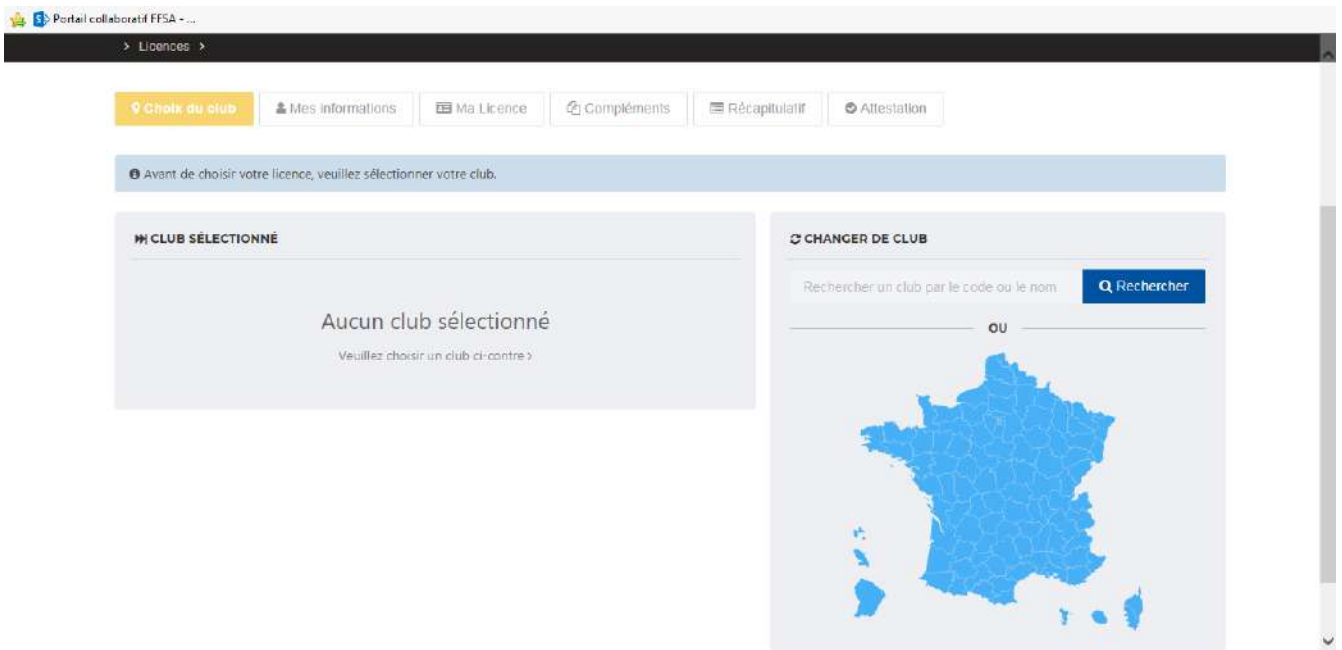 Portail collaboratif FFSA - ...
> Licences >
Choix du club
Mes informations
Ma Licence
Compléments
Récapitulatif
Attestation
Avant de choisir votre licence, veuillez sélectionner votre club.
CLUB SÉLECTIONNÉ
Aucun club sélectionné
Veuillez choisir un club ci-contre >
CHANGER DE CLUB
Rechercher un club par le code ou le nom
Rechercher
OU